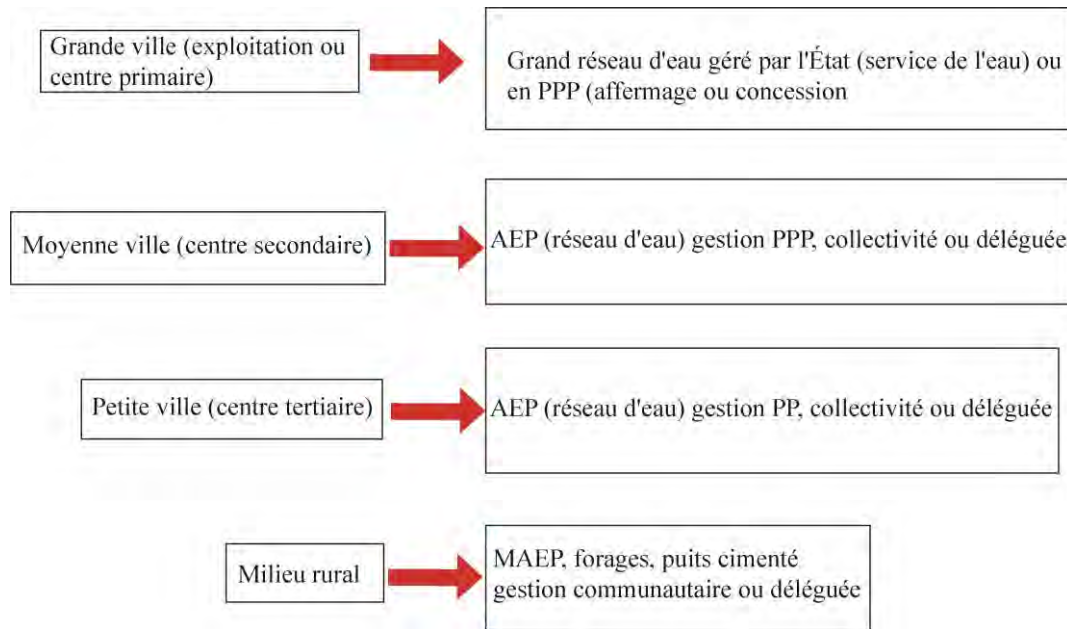 Grande ville (exploitation ou
centre primaire)
Grand réseau d'eau géré par l'État (service de l'eau) ou
en PPP (affermage ou concession
Moyenne ville (centre secondaire)
AEP (réseau d'eau) gestion PPP, collectivité ou déléguée
Petite ville (centre tertiaire)
AEP (réseau d'eau) gestion PP, collectivité ou déléguée
Milieu rural
MAEP, forages, puits cimenté
gestion communautaire ou déléguée